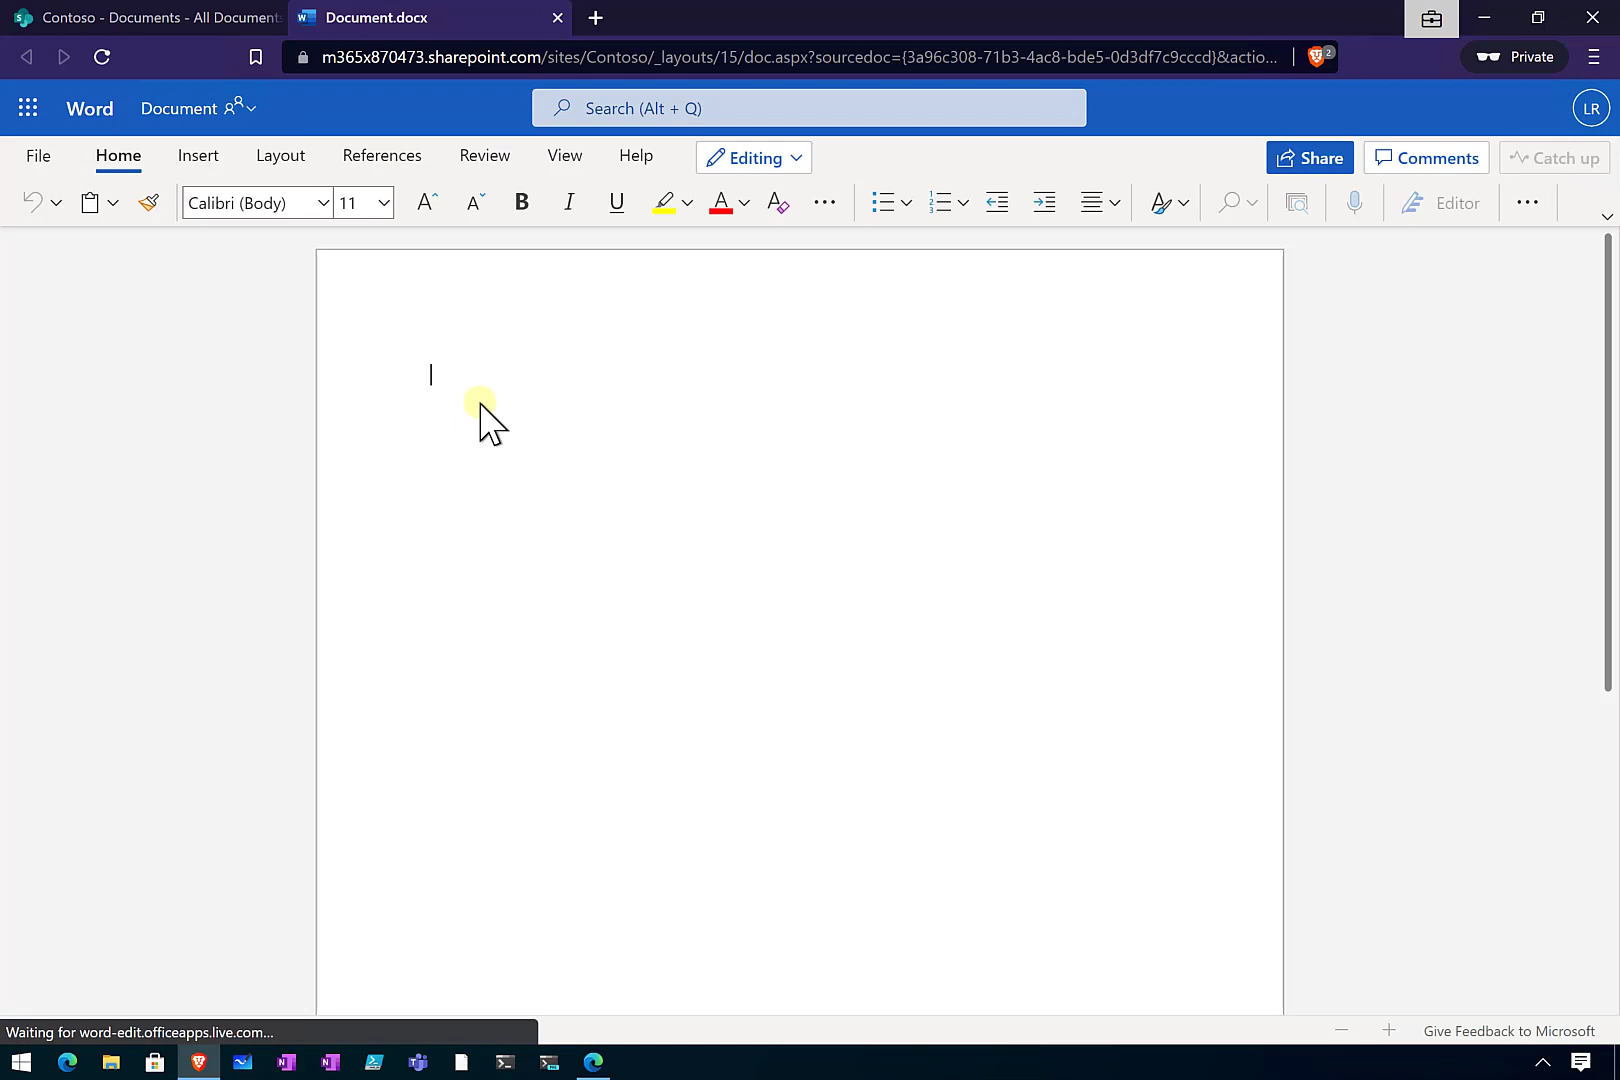 Contoso - Documents - All Document
Document.docx
m365x870473.sharepoint.com/sites/Contoso/_layouts/15/doc.aspx?sourcedoc={3a96c308-71b3-4ac8-bde5-0d3df7c9cccd}&actio...
2
Private
Word
Document
Search (Alt + Q)
LR
File
Home
Insert
Layout
References
Review
View
Help
Editing
Share
Comments
Catch up
Calibri (Body)
11
Editor
Waiting for word-edit.officeapps.live.com...
Give Feedback to Microsoft